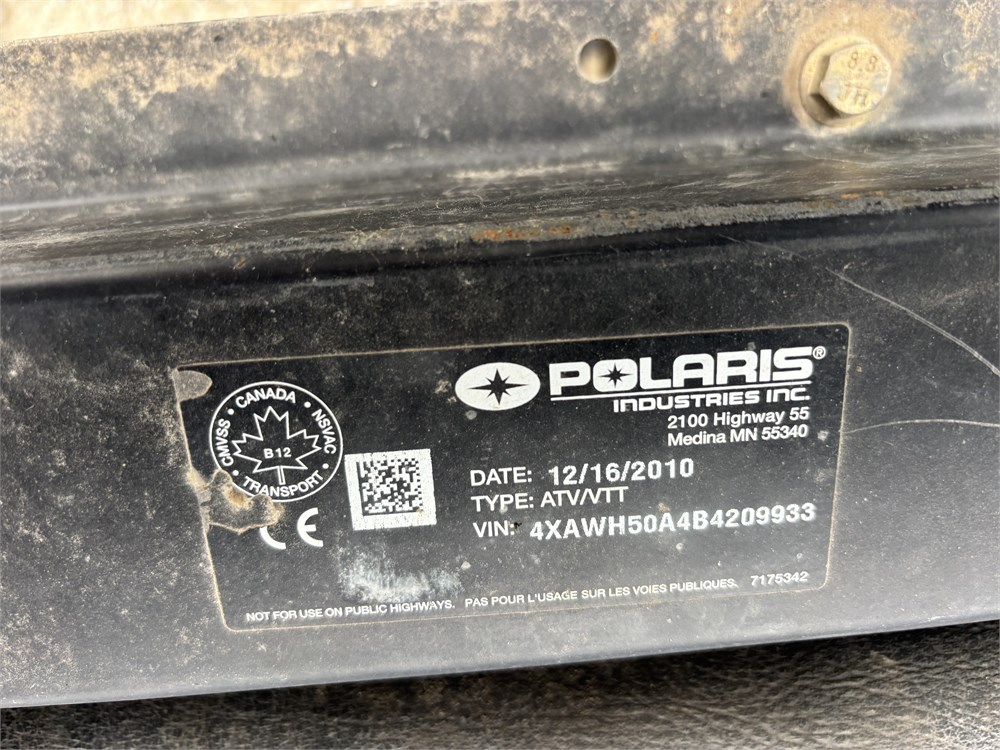 8.8
CANADA • NSVAC • TRANSPORT • CMVSS •
B 12
CE
POLARIS®
INDUSTRIES INC.
2100 Highway 55
Medina MN 55340
DATE: 12/16/2010
TYPE: ATV/VTT
VIN: 4XAWH50A4B4209933
NOT FOR USE ON PUBLIC HIGHWAYS. PAS POUR L'USAGE SUR LES VOIES PUBLIQUES. 7175342